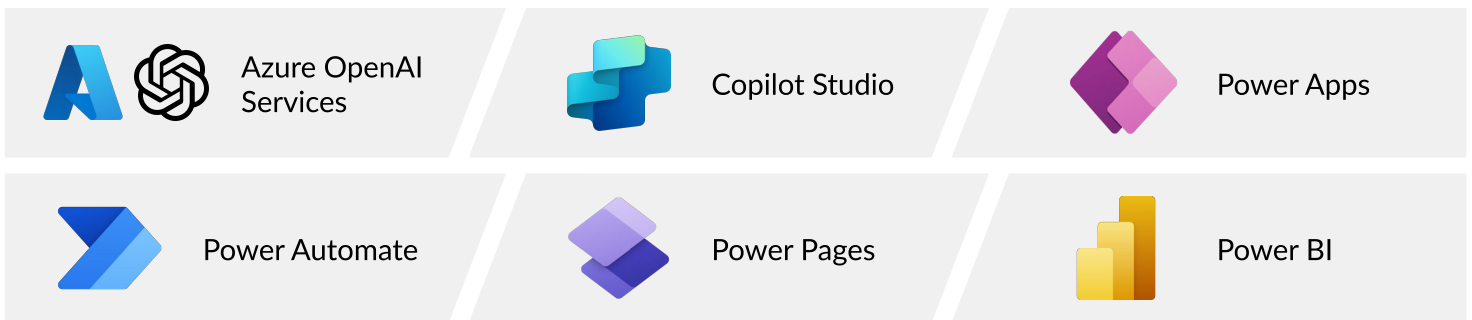 Azure OpenAI
Services
Copilot Studio
Power Apps
Power Automate
Power Pages
Power BI